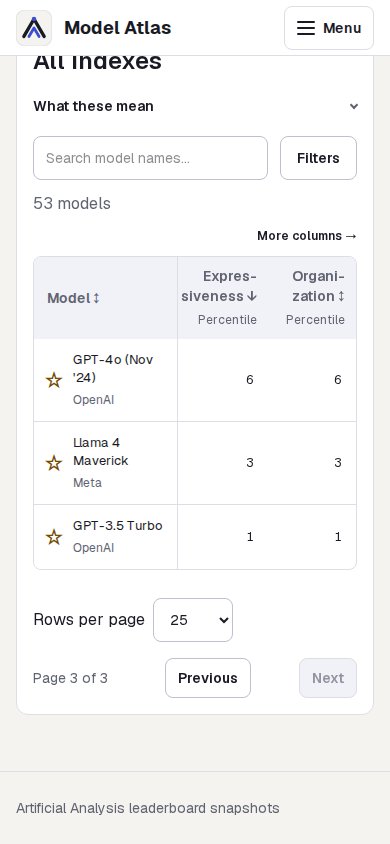 Model Atlas
Menu
All Indexes
What these mean
Search model names...
Filters
53 models
More columns →
Model ↕
Expres-
siveness ↓
Percentile
Organi-
zation ↕
Percentile
GPT-4o (Nov
'24)
OpenAI
6
6
Llama 4
Maverick
Meta
3
3
GPT-3.5 Turbo
OpenAI
1
1
Rows per page
25
Page 3 of 3
Previous
Next
Artificial Analysis leaderboard snapshots